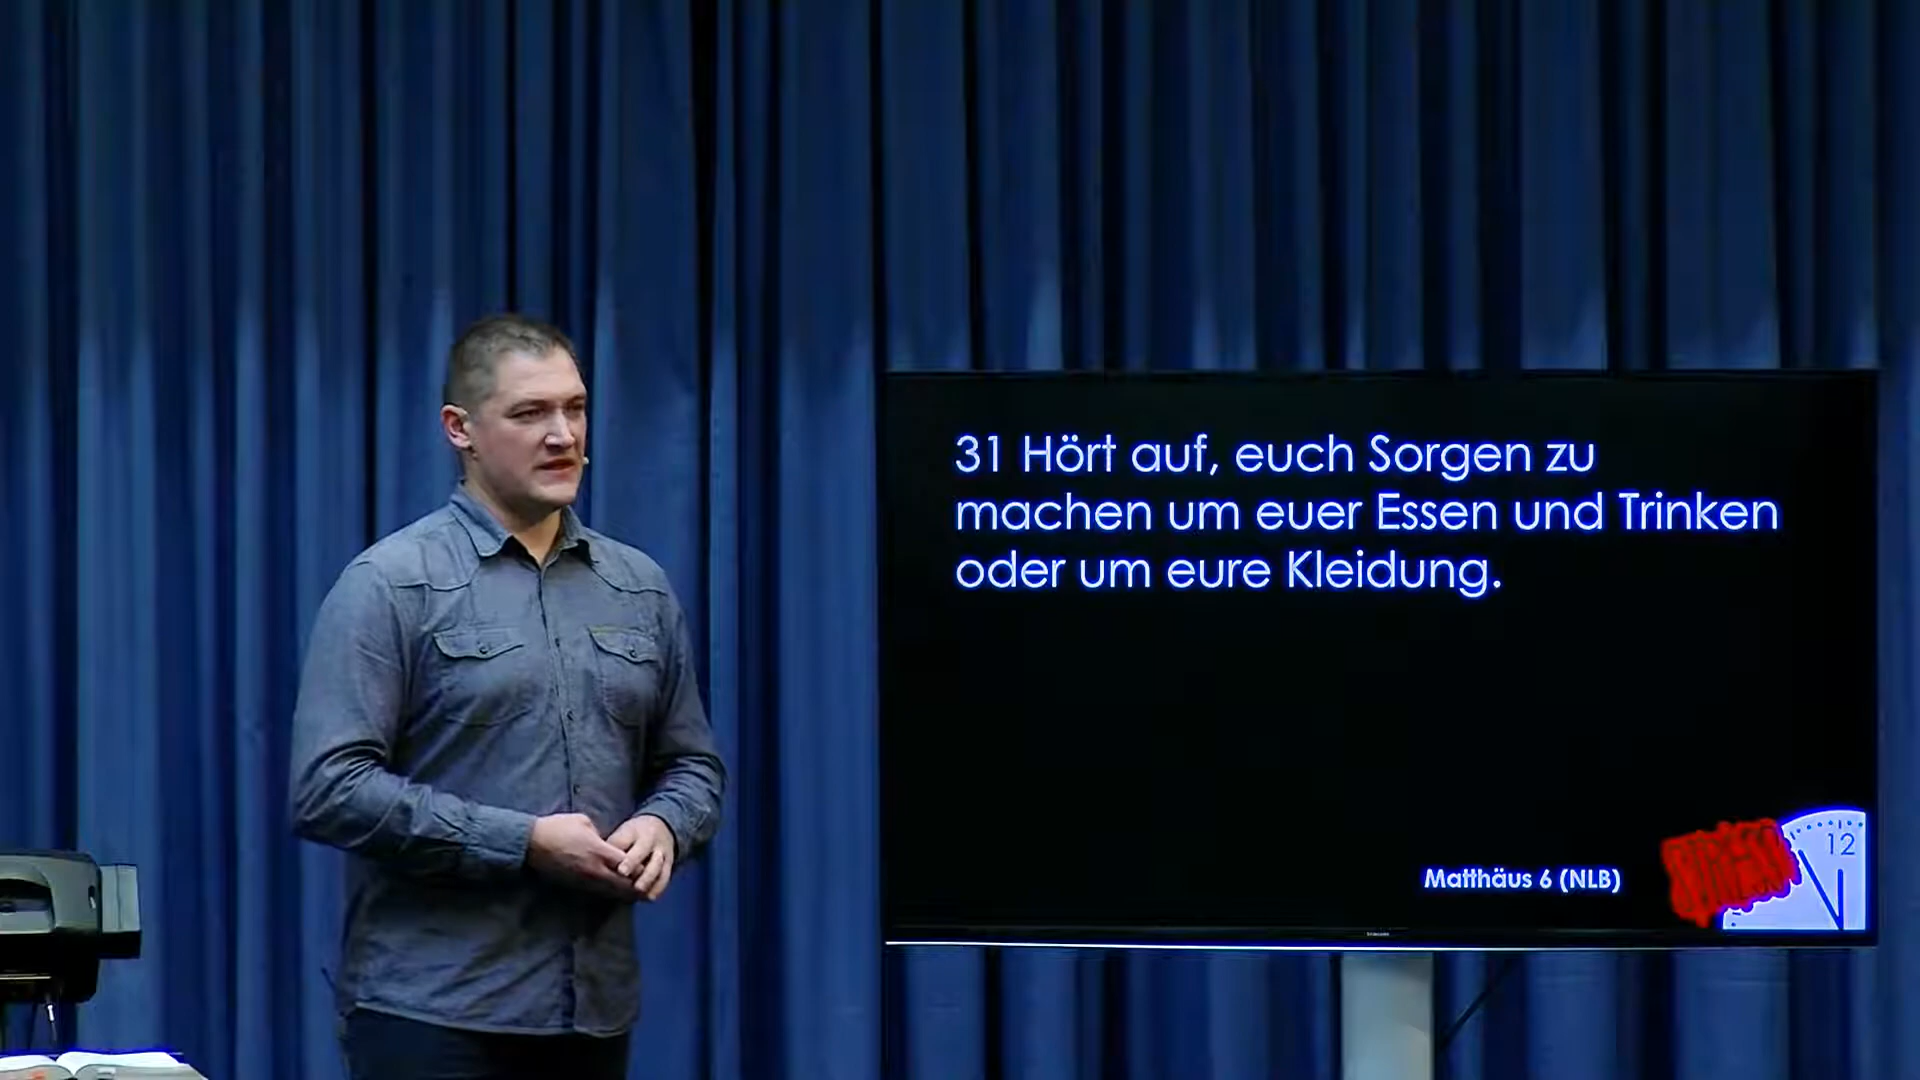 31 Hört auf, euch Sorgen zu
machen um euer Essen und Trinken
oder um eure Kleidung.
Matthäus 6 (NLB)
STRESS
12